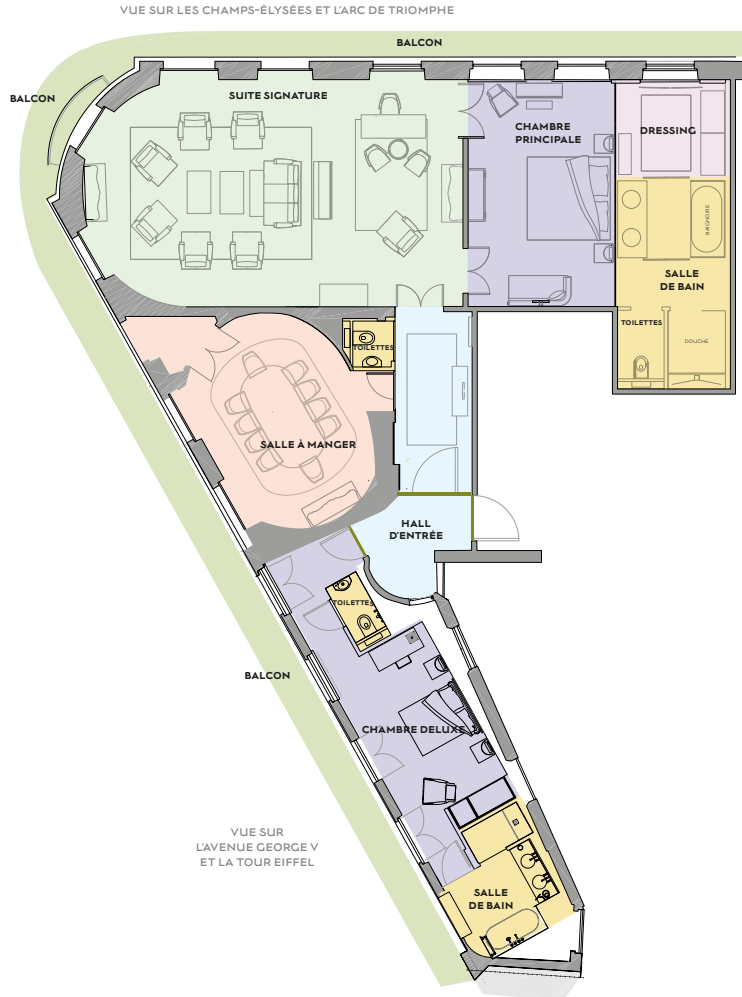 VUE SUR LES CHAMPS-ÉLYSÉES ET L'ARC DE TRIOMPHE
BALCON
BALCON
SUITE SIGNATURE
CHAMBRE
PRINCIPALE
DRESSING
BAIGNOIRE
SALLE
DE BAIN
TOILETTES
DOUCHE
TOILETTES
SALLE À MANGER
HALL
D'ENTRÉE
TOILETTES
BALCON
CHAMBRE DELUXE
VUE SUR
L'AVENUE GEORGE V
ET LA TOUR EIFFEL
SALLE
DE BAIN